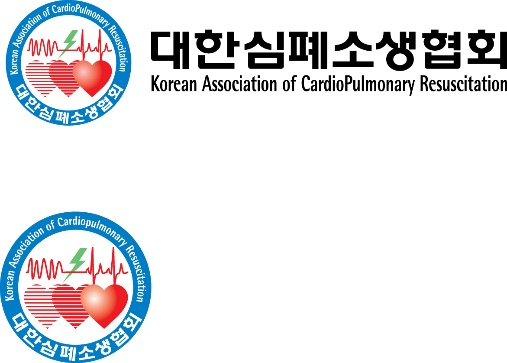 Korean Association of CardioPulmonary Resuscitation
대한심폐소생협회
대한심폐소생협회
Korean Association of CardioPulmonary Resuscitation
Korean Association of Cardiopulmonary Resuscitation
대한심폐소생협회